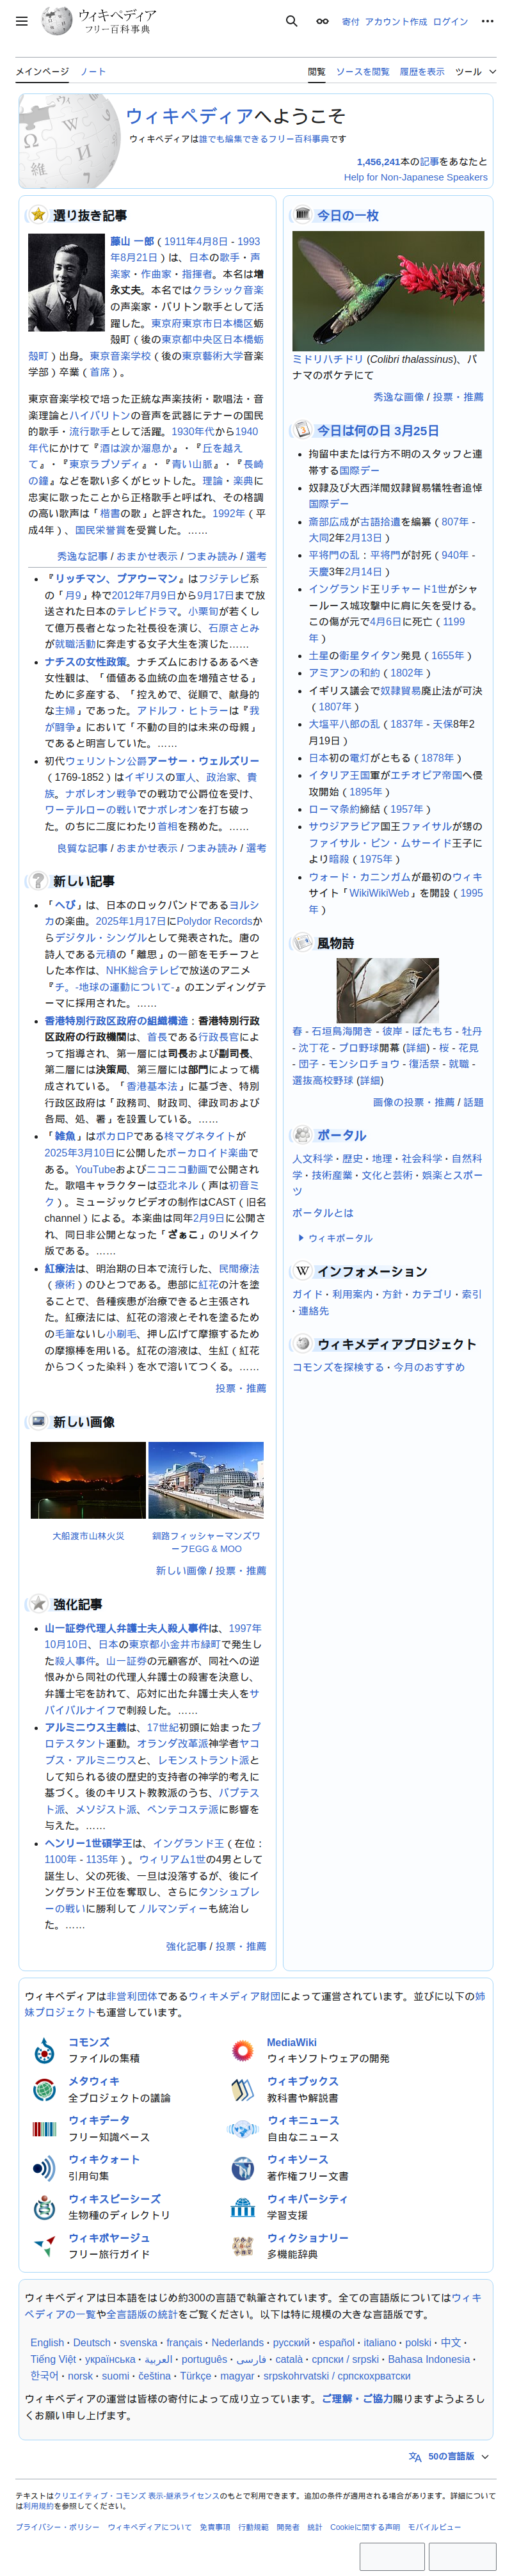 ウィキペディア
フリー百科事典
寄付 アカウント作成 ログイン
メインページ ノート 閲覧 ソースを閲覧 履歴を表示 ツール
ウィキペディアへようこそ
ウィキペディアは誰でも編集できるフリー百科事典です
1,456,241本の記事をあなたと
Help for Non-Japanese Speakers
選り抜き記事
藤山 一郎（1911年4月8日 - 1993
年8月21日）は、日本の歌手・声
楽家・作曲家・指揮者。本名は増
永丈夫。本名ではクラシック音楽
の声楽家・バリトン歌手として活
躍した。東京府東京市日本橋区蛎
殻町（後の東京都中央区日本橋蛎
殻町）出身。東京音楽学校（後の東京藝術大学音楽
学部）卒業（首席）。
東京音楽学校で培った正統な声楽技術・歌唱法・音
楽理論とハイバリトンの音声を武器にテナーの国民
的歌手・流行歌手として活躍。1930年代から1940
年代にかけて『酒は涙か溜息か』・『丘を越え
て』・『東京ラプソディ』・『青い山脈』・『長崎
の鐘』などを歌い多くがヒットした。理論・楽典に
忠実に歌ったことから正格歌手と呼ばれ、その格調
の高い歌声は「楷書の歌」と評された。1992年（平
成4年）、国民栄誉賞を受賞した。……
秀逸な記事 / おまかせ表示 / つまみ読み / 選考
『リッチマン、プアウーマン』はフジテレビ系
の「月9」枠で2012年7月9日から9月17日まで放
送された日本のテレビドラマ。小栗旬が若くし
て億万長者となった社長役を演じ、石原さとみ
が就職活動に奔走する女子大生を演じた……
ナチスの女性政策。ナチズムにおけるあるべき
女性観は、「価値ある血統の血を増殖させる」
ために多産する、「控えめで、従順で、献身的
な主婦」であった。アドルフ・ヒトラーは『我
が闘争』において「不動の目的は未来の母親」
であると明言していた。……
初代ウェリントン公爵アーサー・ウェルズリー
（1769-1852）はイギリスの軍人、政治家、貴
族。ナポレオン戦争での戦功で公爵位を受け、
ワーテルローの戦いでナポレオンを打ち破っ
た。のちに二度にわたり首相を務めた。……
良質な記事 / おまかせ表示 / つまみ読み / 選考
新しい記事
「へび」は、日本のロックバンドであるヨルシ
カの楽曲。2025年1月17日にPolydor Recordsか
らデジタル・シングルとして発表された。唐の
詩人である元稹の「離思」の一節をモチーフと
した本作は、NHK総合テレビで放送のアニメ
『チ。-地球の運動について-』のエンディングテ
ーマに採用された。……
香港特別行政区政府の組織構造：香港特別行政
区政府の行政機関は、首長である行政長官によ
って指導され、第一層には司長および副司長、
第二層には決策局、第三層には部門によって構
成されている。「香港基本法」に基づき、特別
行政区政府は「政務司、財政司、律政司および
各局、処、署」を設置している。……
「雑魚」はボカロPである柊マグネタイトが
2025年3月10日に公開したボーカロイド楽曲で
ある。YouTubeおよびニコニコ動画で公開され
た。歌唱キャラクターは亞北ネル（声は初音ミ
ク）。ミュージックビデオの制作はCAST（旧名
channel）による。本楽曲は同年2月9日に公開さ
れ、同日非公開となった「ざぁこ」のリメイク
版である。……
紅療法は、明治期の日本で流行した、民間療法
（療術）のひとつである。患部に紅花の汁を塗
ることで、各種疾患が治療できると主張され
た。紅療法には、紅花の溶液とそれを塗るため
の毛筆ないし小刷毛、押し広げて摩擦するため
の摩擦棒を用いる。紅花の溶液は、生紅（紅花
からつくった染料）を水で溶いてつくる。……
投票・推薦
新しい画像
大船渡市山林火災
釧路フィッシャーマンズワ
ーフEGG & MOO
新しい画像 / 投票・推薦
強化記事
山一証券代理人弁護士夫人殺人事件は、1997年
10月10日、日本の東京都小金井市緑町で発生し
た殺人事件。山一証券の元顧客が、同社への逆
恨みから同社の代理人弁護士の殺害を決意し、
弁護士宅を訪れて、応対に出た弁護士夫人をサ
バイバルナイフで刺殺した。……
アルミニウス主義は、17世紀初頭に始まったプ
ロテスタント運動。オランダ改革派神学者ヤコ
ブス・アルミニウスと、レモンストラント派と
して知られる彼の歴史的支持者の神学的考えに
基づく。後のキリスト教教派のうち、バプテス
ト派、メソジスト派、ペンテコステ派に影響を
与えた。……
ヘンリー1世碩学王は、イングランド王（在位：
1100年 - 1135年）。ウィリアム1世の4男として
誕生し、父の死後、一旦は没落するが、後にイ
ングランド王位を奪取し、さらにタンシュブレ
ーの戦いに勝利してノルマンディーも統治し
た。……
強化記事 / 投票・推薦
今日の一枚
ミドリハチドリ (Colibri thalassinus)、パ
ナマのボケテにて
秀逸な画像 / 投票・推薦
今日は何の日 3月25日
拘留中または行方不明のスタッフと連
帯する国際デー
奴隷及び大西洋間奴隷貿易犠牲者追悼
国際デー
斎部広成が古語拾遺を編纂（807年 -
大同2年2月13日）
平将門の乱：平将門が討死（940年 -
天慶3年2月14日）
イングランド王リチャード1世がシャ
ールース城攻撃中に肩に矢を受ける。
この傷が元で4月6日に死亡（1199
年）
土星の衛星タイタン発見（1655年）
アミアンの和約（1802年）
イギリス議会で奴隷貿易廃止法が可決
（1807年）
大塩平八郎の乱（1837年 - 天保8年2
月19日）
日本初の電灯がともる（1878年）
イタリア王国軍がエチオピア帝国へ侵
攻開始（1895年）
ローマ条約締結（1957年）
サウジアラビア国王ファイサルが甥の
ファイサル・ビン・ムサーイド王子に
より暗殺（1975年）
ウォード・カニンガムが最初のウィキ
サイト「WikiWikiWeb」を開設（1995
年）
風物詩
春 - 石垣島海開き - 彼岸 - ぼたもち - 牡丹
- 沈丁花 - プロ野球開幕 (詳細) - 桜 - 花見
- 団子 - モンシロチョウ - 復活祭 - 就職 -
選抜高校野球 (詳細)
画像の投票・推薦 / 話題
ポータル
人文科学・歴史・地理・社会科学・自然科
学・技術産業・文化と芸術・娯楽とスポー
ツ
ポータルとは
ウィキポータル
インフォメーション
ガイド・利用案内・方針・カテゴリ・索引
・連絡先
ウィキメディアプロジェクト
コモンズを探検する・今月のおすすめ
ウィキペディアは非営利団体であるウィキメディア財団によって運営されています。並びに以下の姉
妹プロジェクトも運営しています。
コモンズ
ファイルの集積
MediaWiki
ウィキソフトウェアの開発
メタウィキ
全プロジェクトの議論
ウィキブックス
教科書や解説書
ウィキデータ
フリー知識ベース
ウィキニュース
自由なニュース
ウィキクォート
引用句集
ウィキソース
著作権フリー文書
ウィキスピーシーズ
生物種のディレクトリ
ウィキバーシティ
学習支援
ウィキボヤージュ
フリー旅行ガイド
ウィクショナリー
多機能辞典
ウィキペディアは日本語をはじめ約300の言語で執筆されています。全ての言語版についてはウィキ
ペディアの一覧や全言語版の統計をご覧ください。以下は特に規模の大きな言語版です。
English・Deutsch・svenska・français・Nederlands・русский・español・italiano・polski・中文・
Tiếng Việt・українська・العربية・português・فارسی・català・српски / srpski・Bahasa Indonesia・
한국어・norsk・suomi・čeština・Türkçe・magyar・srpskohrvatski / српскохрватски
ウィキペディアの運営は皆様の寄付によって成り立っています。ご理解・ご協力賜りますようよろし
くお願い申し上げます。
50の言語版
テキストはクリエイティブ・コモンズ 表示-継承ライセンスのもとで利用できます。追加の条件が適用される場合があります。詳細について
は利用規約を参照してください。
プライバシー・ポリシー ウィキペディアについて 免責事項 行動規範 開発者 統計 Cookieに関する声明 モバイルビュー